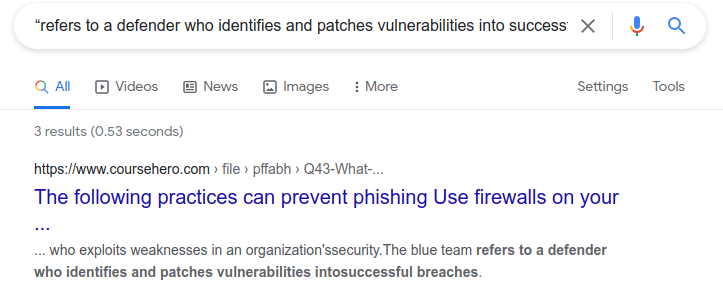 “refers to a defender who identifies and patches vulnerabilities into success
All Videos News Images More Settings Tools
3 results (0.53 seconds)
https://www.coursehero.com › file › pffabh › Q43-What-...
The following practices can prevent phishing Use firewalls on your
...
... who exploits weaknesses in an organization'ssecurity.The blue team refers to a defender
who identifies and patches vulnerabilities intosuccessful breaches.